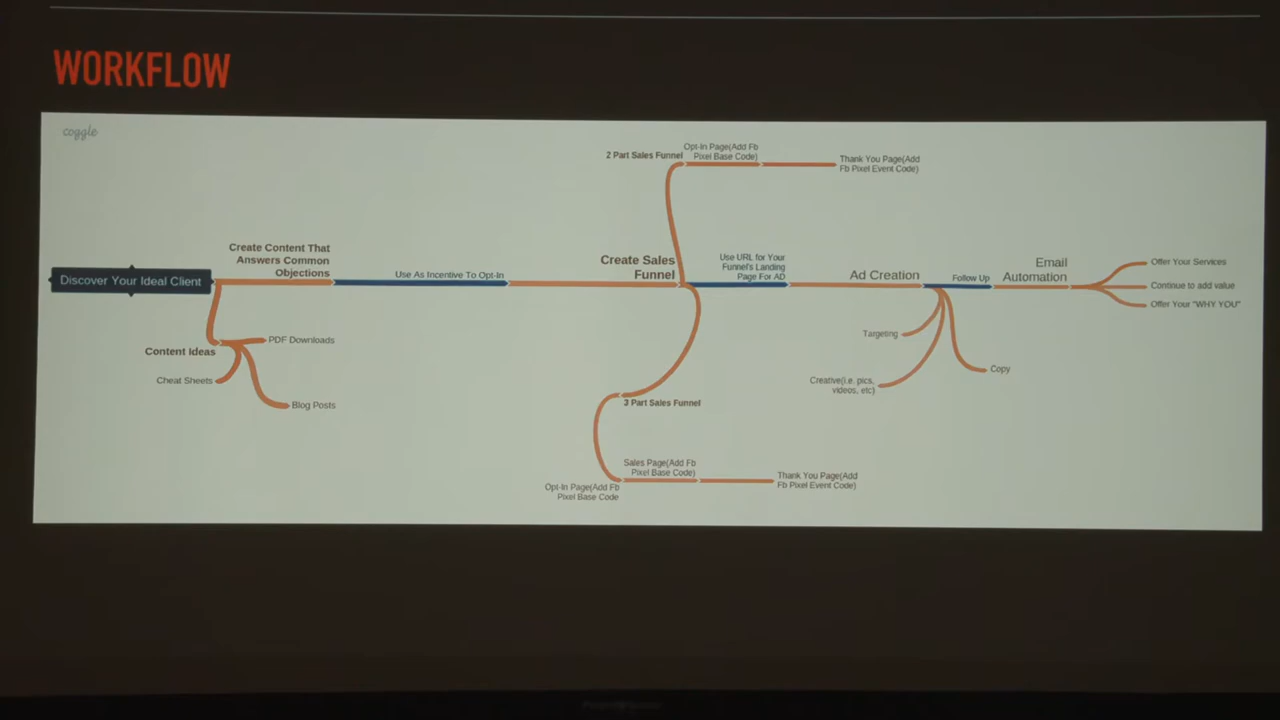 WORKFLOW
coggle
2 Part Sales Funnel
Opt-In Page(Add Fb
Pixel Base Code)
Thank You Page(Add
Fb Pixel Event Code)
Discover Your Ideal Client
Create Content That
Answers Common
Objections
Use As Incentive To Opt-In
Create Sales
Funnel
Use URL for Your
Funnel's Landing
Page For AD
Ad Creation
Follow Up
Email
Automation
Offer Your Services
Continue to add value
Offer Your "WHY YOU"
Content Ideas
PDF Downloads
Cheat Sheets
Blog Posts
Targeting
Creative(i.e. pics,
videos, etc)
Copy
3 Part Sales Funnel
Opt-In Page(Add Fb
Pixel Base Code
Sales Page(Add Fb
Pixel Base Code)
Thank You Page(Add
Fb Pixel Event Code)